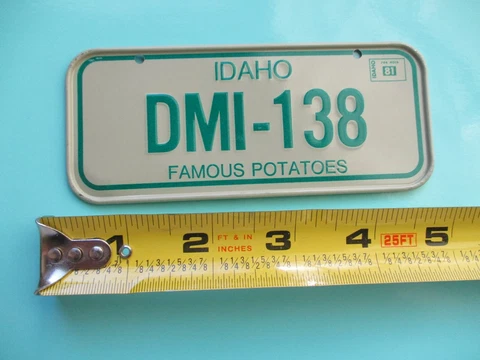 IDAHO
IDAHO 81
DMI-138
FAMOUS POTATOES
1 2 FT & IN INCHES 3 4 25FT 5